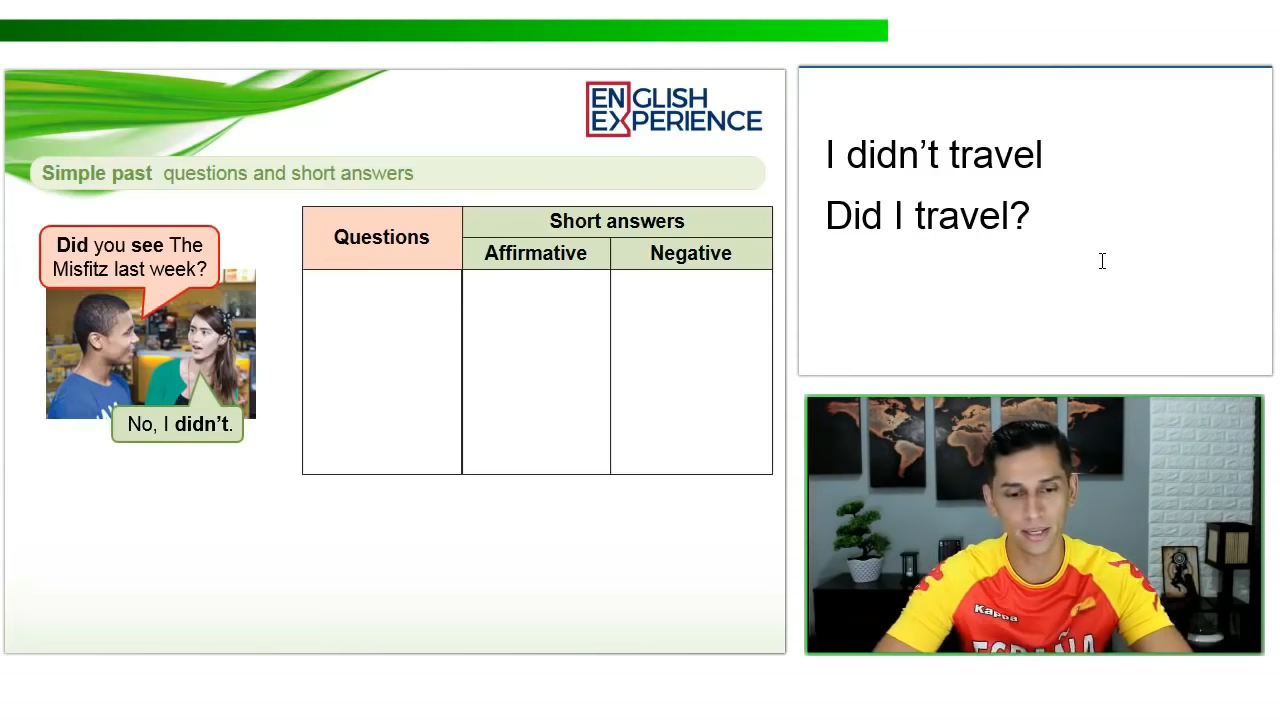 ENGLISH
EXPERIENCE
Simple past questions and short answers
Did you see The
Misfitz last week?
No, I didn’t.
Questions
Short answers
Affirmative
Negative
I didn’t travel
Did I travel?
Kappa
ESPAÑA